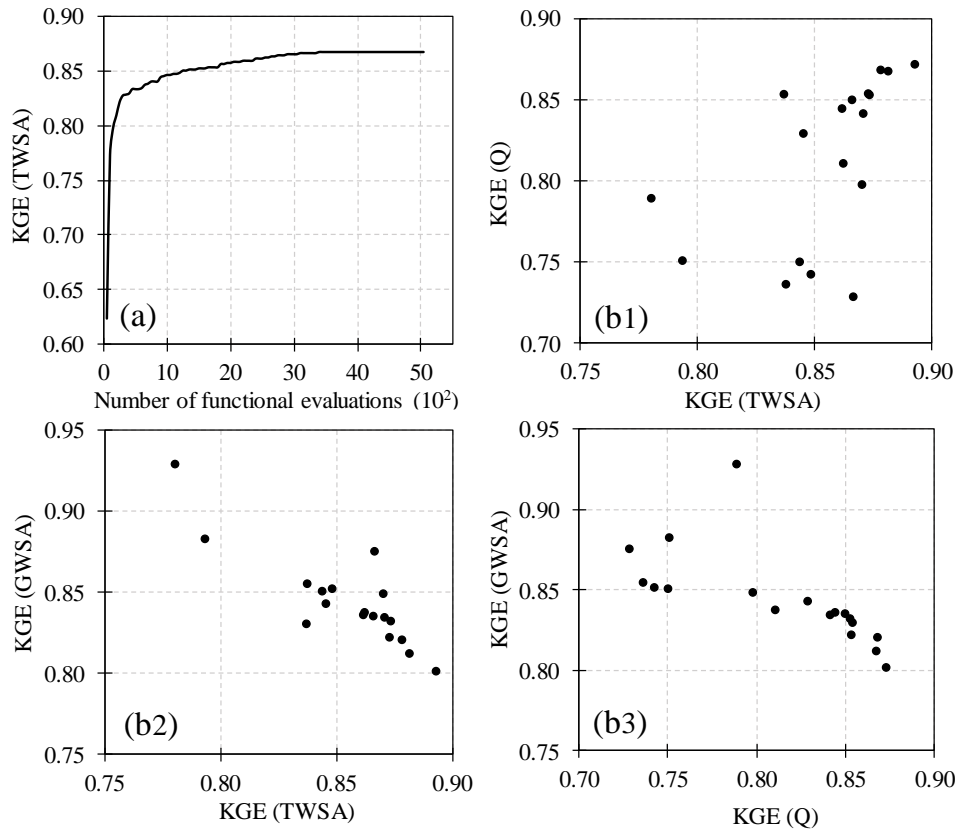 0.90
0.85
0.80
0.75
0.70
0.65
0.60
KGE (TWSA)
(a)
0 10 20 30 40 50
Number of functional evaluations (10²)
0.90
0.85
0.80
0.75
0.70
KGE (Q)
(b1)
0.75 0.80 0.85 0.90
KGE (TWSA)
0.95
0.90
0.85
0.80
0.75
KGE (GWSA)
(b2)
0.75 0.80 0.85 0.90
KGE (TWSA)
0.95
0.90
0.85
0.80
0.75
KGE (GWSA)
(b3)
0.70 0.75 0.80 0.85 0.90
KGE (Q)